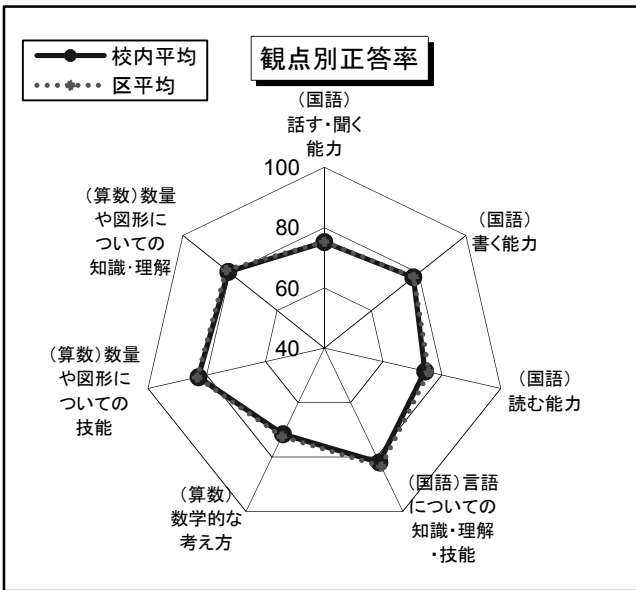 校内平均
区平均
観点別正答率
(国語)
話す・聞く
能力
(国語)
書く能力
(国語)
読む能力
(国語)言語
についての
知識・理解
・技能
(算数)
数学的な
考え方
(算数)数量
や図形に
ついての
技能
(算数)数量
や図形に
ついての
知識・理解
100
80
60
40